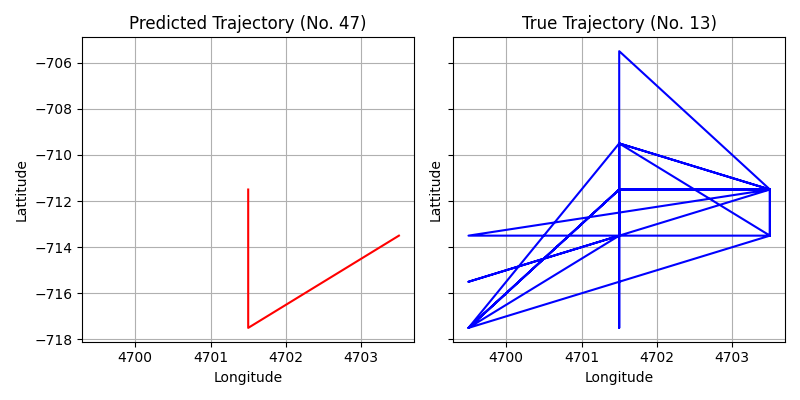 Predicted Trajectory (No. 47)
True Trajectory (No. 13)
Lattitude
−706
−708
−710
−712
−714
−716
−718
4700
4701
4702
4703
Longitude
Lattitude
4700
4701
4702
4703
Longitude